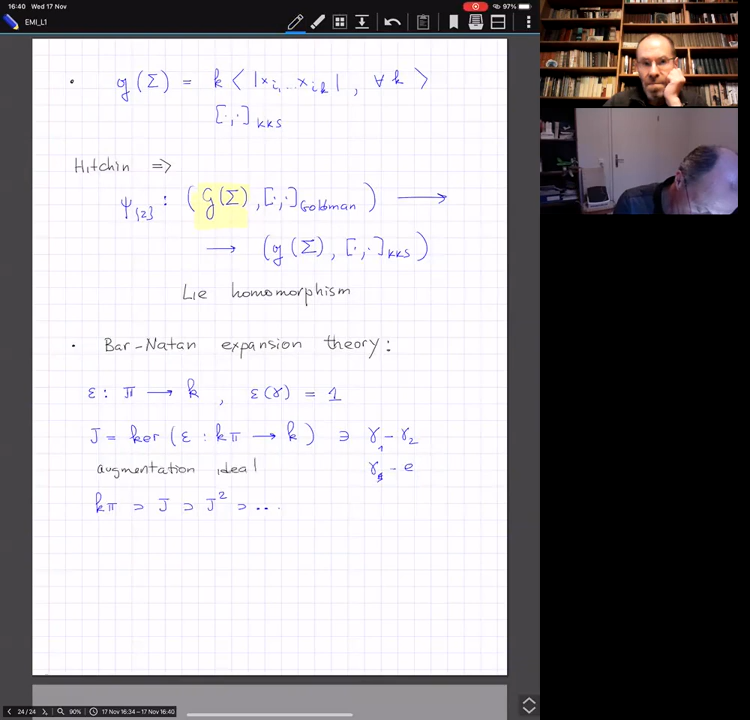 16:40 Wed 17 Nov
97%
EMI_L1
• 𝔤(Σ) = k < |x_{i_1} ... x_{i_k}| , ∀ k >
[·,·]_{KKS}
Hitchin =>
Ψ_{\{2\}} : ( G(Σ) , [·,·]_{Goldman} ) ⟶
⟶ ( 𝔤(Σ) , [·,·]_{KKS} )
Lie homomorphism
• Bar-Natan expansion theory:
ε : π ⟶ k , ε(γ) = 1
J = ker ( ε : kπ ⟶ k ) ∋ γ_1 - γ_2
augmentation ideal γ - e
kπ ⊃ J ⊃ J² ⊃ ...
24/24 90% 17 Nov 16:34 – 17 Nov 16:40